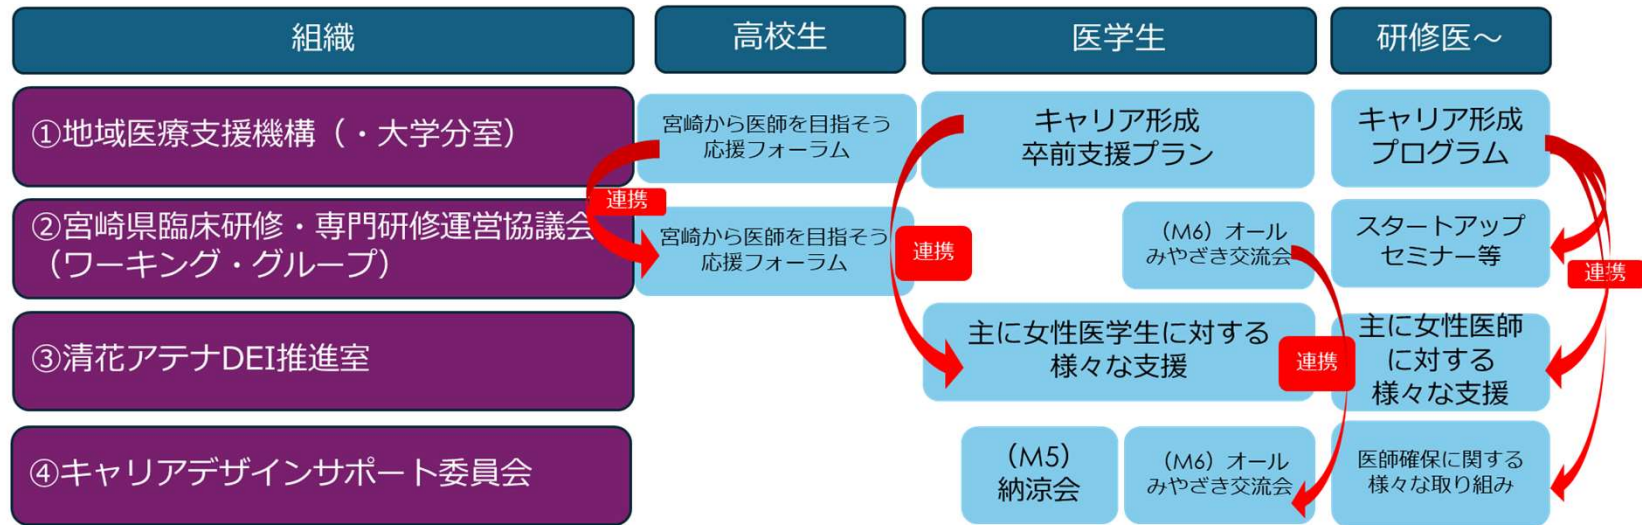 組織
高校生
医学生
研修医～
①地域医療支援機構（・大学分室）
宮崎から医師を目指そう
応援フォーラム
キャリア形成
卒前支援プラン
キャリア形成
プログラム
連携
②宮崎県臨床研修・専門研修運営協議会
（ワーキング・グループ）
宮崎から医師を目指そう
応援フォーラム
連携
（M6）オール
みやざき交流会
スタートアップ
セミナー等
連携
③清花アテナDEI推進室
主に女性医学生に対する
様々な支援
連携
主に女性医師
に対する
様々な支援
④キャリアデザインサポート委員会
（M5）
納涼会
（M6）オール
みやざき交流会
医師確保に関する
様々な取り組み